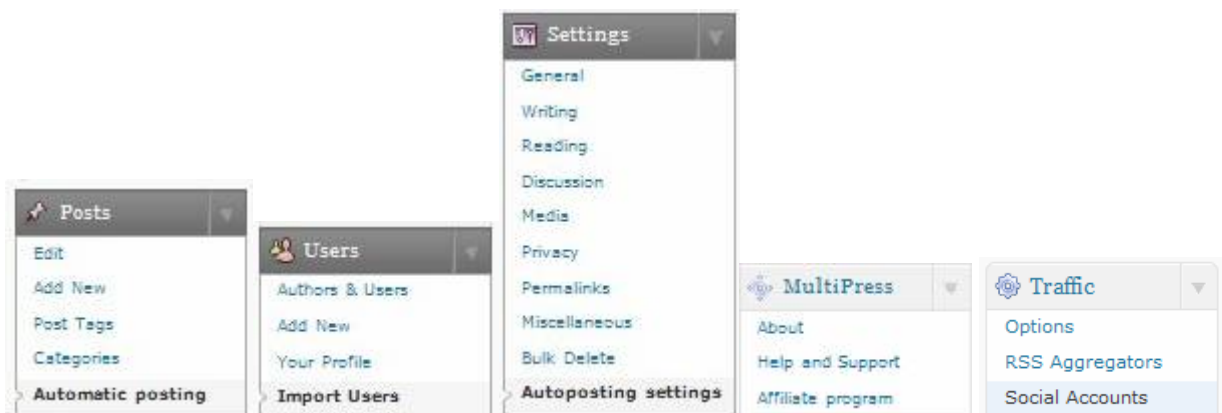 Posts
Edit
Add New
Post Tags
Categories
Automatic posting
Users
Authors & Users
Add New
Your Profile
Import Users
Settings
General
Writing
Reading
Discussion
Media
Privacy
Permalinks
Miscellaneous
Bulk Delete
Autoposting settings
MultiPress
About
Help and Support
Affiliate program
Traffic
Options
RSS Aggregators
Social Accounts